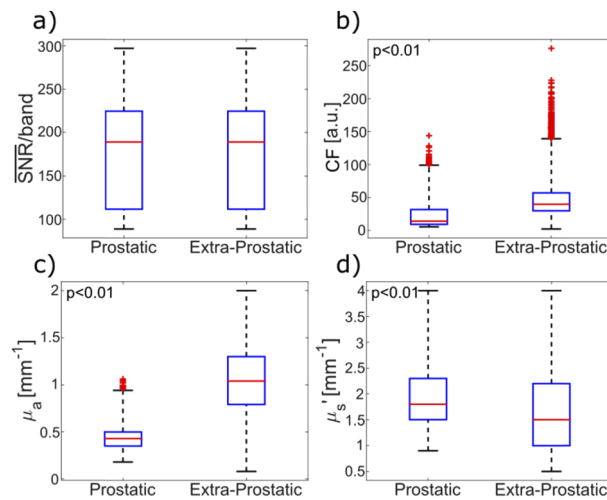 a)
SNR/band
300
250
200
150
100
Prostatic
Extra-Prostatic
b)
p<0.01
CF [a.u.]
250
200
150
100
50
0
Prostatic
Extra-Prostatic
c)
p<0.01
μa [mm-1]
2
1.5
1
0.5
0
Prostatic
Extra-Prostatic
d)
p<0.01
μs' [mm-1]
4
3.5
3
2.5
2
1.5
1
0.5
Prostatic
Extra-Prostatic